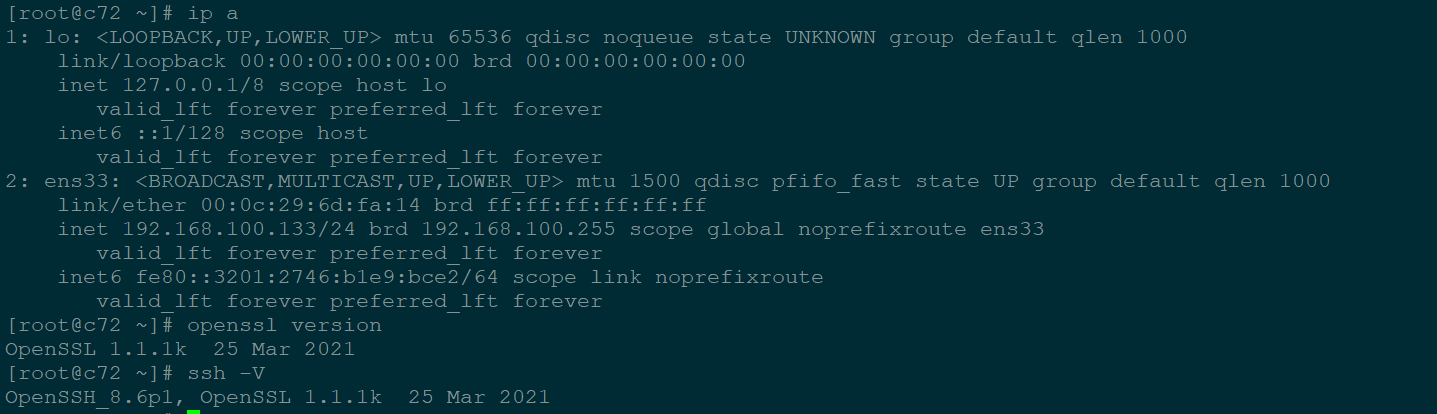 [root@c72 ~]# ip a
1: lo: <LOOPBACK,UP,LOWER_UP> mtu 65536 qdisc noqueue state UNKNOWN group default qlen 1000
    link/loopback 00:00:00:00:00:00 brd 00:00:00:00:00:00
    inet 127.0.0.1/8 scope host lo
       valid_lft forever preferred_lft forever
    inet6 ::1/128 scope host
       valid_lft forever preferred_lft forever
2: ens33: <BROADCAST,MULTICAST,UP,LOWER_UP> mtu 1500 qdisc pfifo_fast state UP group default qlen 1000
    link/ether 00:0c:29:6d:fa:14 brd ff:ff:ff:ff:ff:ff
    inet 192.168.100.133/24 brd 192.168.100.255 scope global noprefixroute ens33
       valid_lft forever preferred_lft forever
    inet6 fe80::3201:2746:b1e9:bce2/64 scope link noprefixroute
       valid_lft forever preferred_lft forever
[root@c72 ~]# openssl version
OpenSSL 1.1.1k  25 Mar 2021
[root@c72 ~]# ssh -V
OpenSSH_8.6p1, OpenSSL 1.1.1k  25 Mar 2021